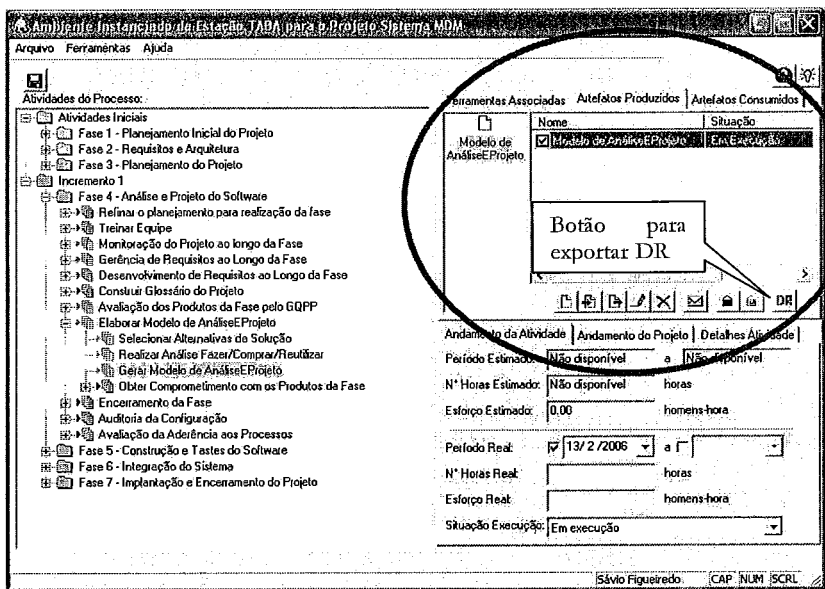 Ambiente Instanciado da Estação TABA para o Projeto Sistema MDM
Arquivo Ferramentas Ajuda
Atividades do Processo:
Atividades Iniciais
Fase 1 - Planejamento Inicial do Projeto
Fase 2 - Requisitos e Arquitetura
Fase 3 - Planejamento do Projeto
Incremento 1
Fase 4 - Análise e Projeto do Software
Refinar o planejamento para realização da fase
Treinar Equipe
Monitoração do Projeto ao longo da Fase
Gerência de Requisitos ao Longo da Fase
Desenvolvimento de Requisitos ao Longo da Fase
Construir Glossário do Projeto
Avaliação dos Produtos da Fase pelo GQPP
Elaborar Modelo de AnáliseEProjeto
Selecionar Alternativas de Solução
Realizar Análise Fazer/Comprar/Reutilizar
Gerar Modelo de AnáliseEProjeto
Obter Comprometimento com os Produtos da Fase
Encerramento da Fase
Auditoria da Configuração
Avaliação da Aderência aos Processos
Fase 5 - Construção e Tastes do Software
Fase 6 - Integração do Sistema
Fase 7 - Implantação e Encerramento do Projeto
Ferramentas Associadas Artefatos Produzidos Artefatos Consumidos
Modelo de
AnáliseEProjeto
Nome Situação
Modelo de AnáliseEProjeto Em Execução
Botão para
exportar DR
DR
Andamento da Atividade Andamento do Projeto Detalhes Atividade
Período Estimado: Não disponível a Não disponível
N° Horas Estimado: Não disponível horas
Esforço Estimado: 0.00 homens-hora
Período Real: 13/ 2 /2006 a
N° Horas Real: horas
Esforço Real: homens-hora
Situação Execução: Em execução
Sávio Figueiredo CAP NUM SCRL